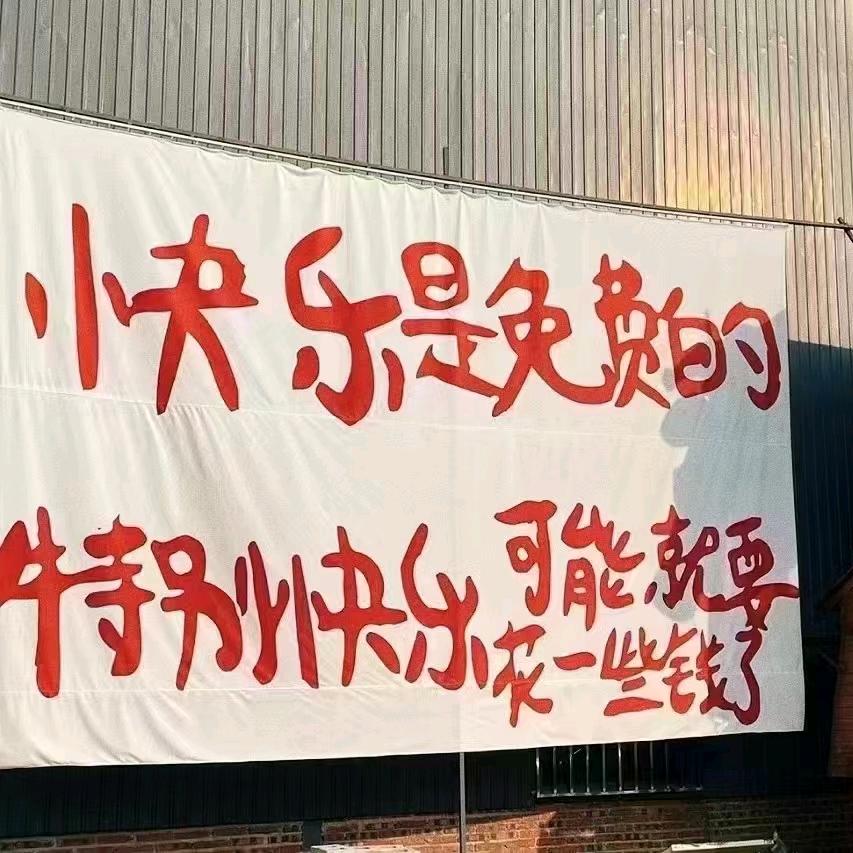 快乐是免费的
特别快乐可能就要
花一些钱了